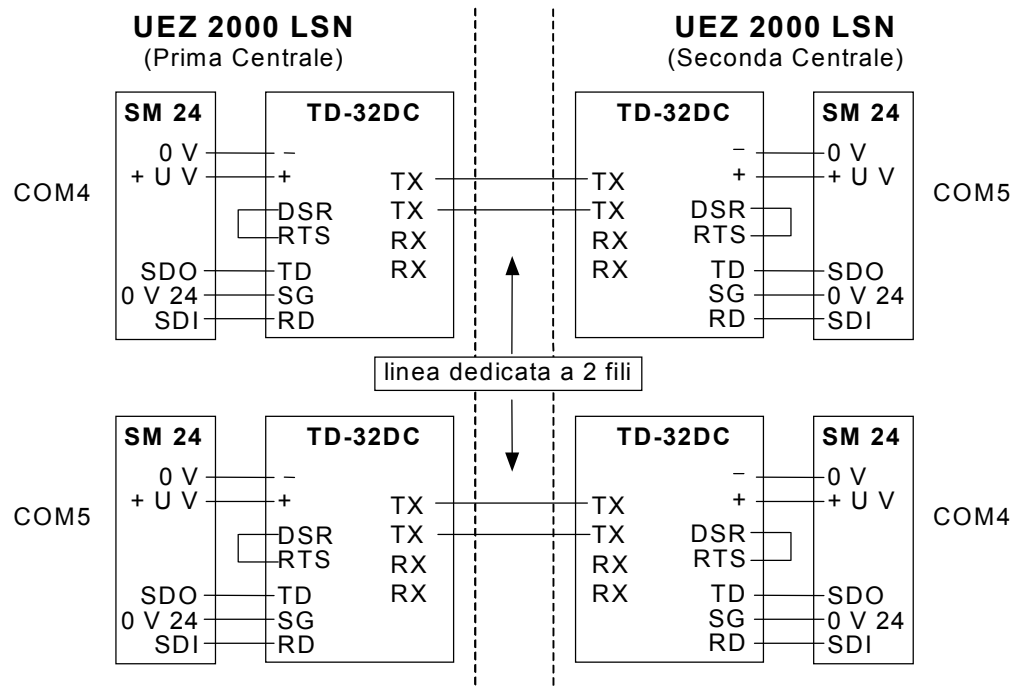 UEZ 2000 LSN
(Prima Centrale)
UEZ 2000 LSN
(Seconda Centrale)
COM4
SM 24
0 V
+ U V
SDO
0 V 24
SDI
TD-32DC
–
+
DSR
RTS
TD
SG
RD
TX
TX
RX
RX
TD-32DC
TX
TX
RX
RX
–
+
DSR
RTS
TD
SG
RD
SM 24
0 V
+ U V
SDO
0 V 24
SDI
COM5
linea dedicata a 2 fili
COM5
SM 24
0 V
+ U V
SDO
0 V 24
SDI
TD-32DC
–
+
DSR
RTS
TD
SG
RD
TX
TX
RX
RX
TD-32DC
TX
TX
RX
RX
–
+
DSR
RTS
TD
SG
RD
SM 24
0 V
+ U V
SDO
0 V 24
SDI
COM4